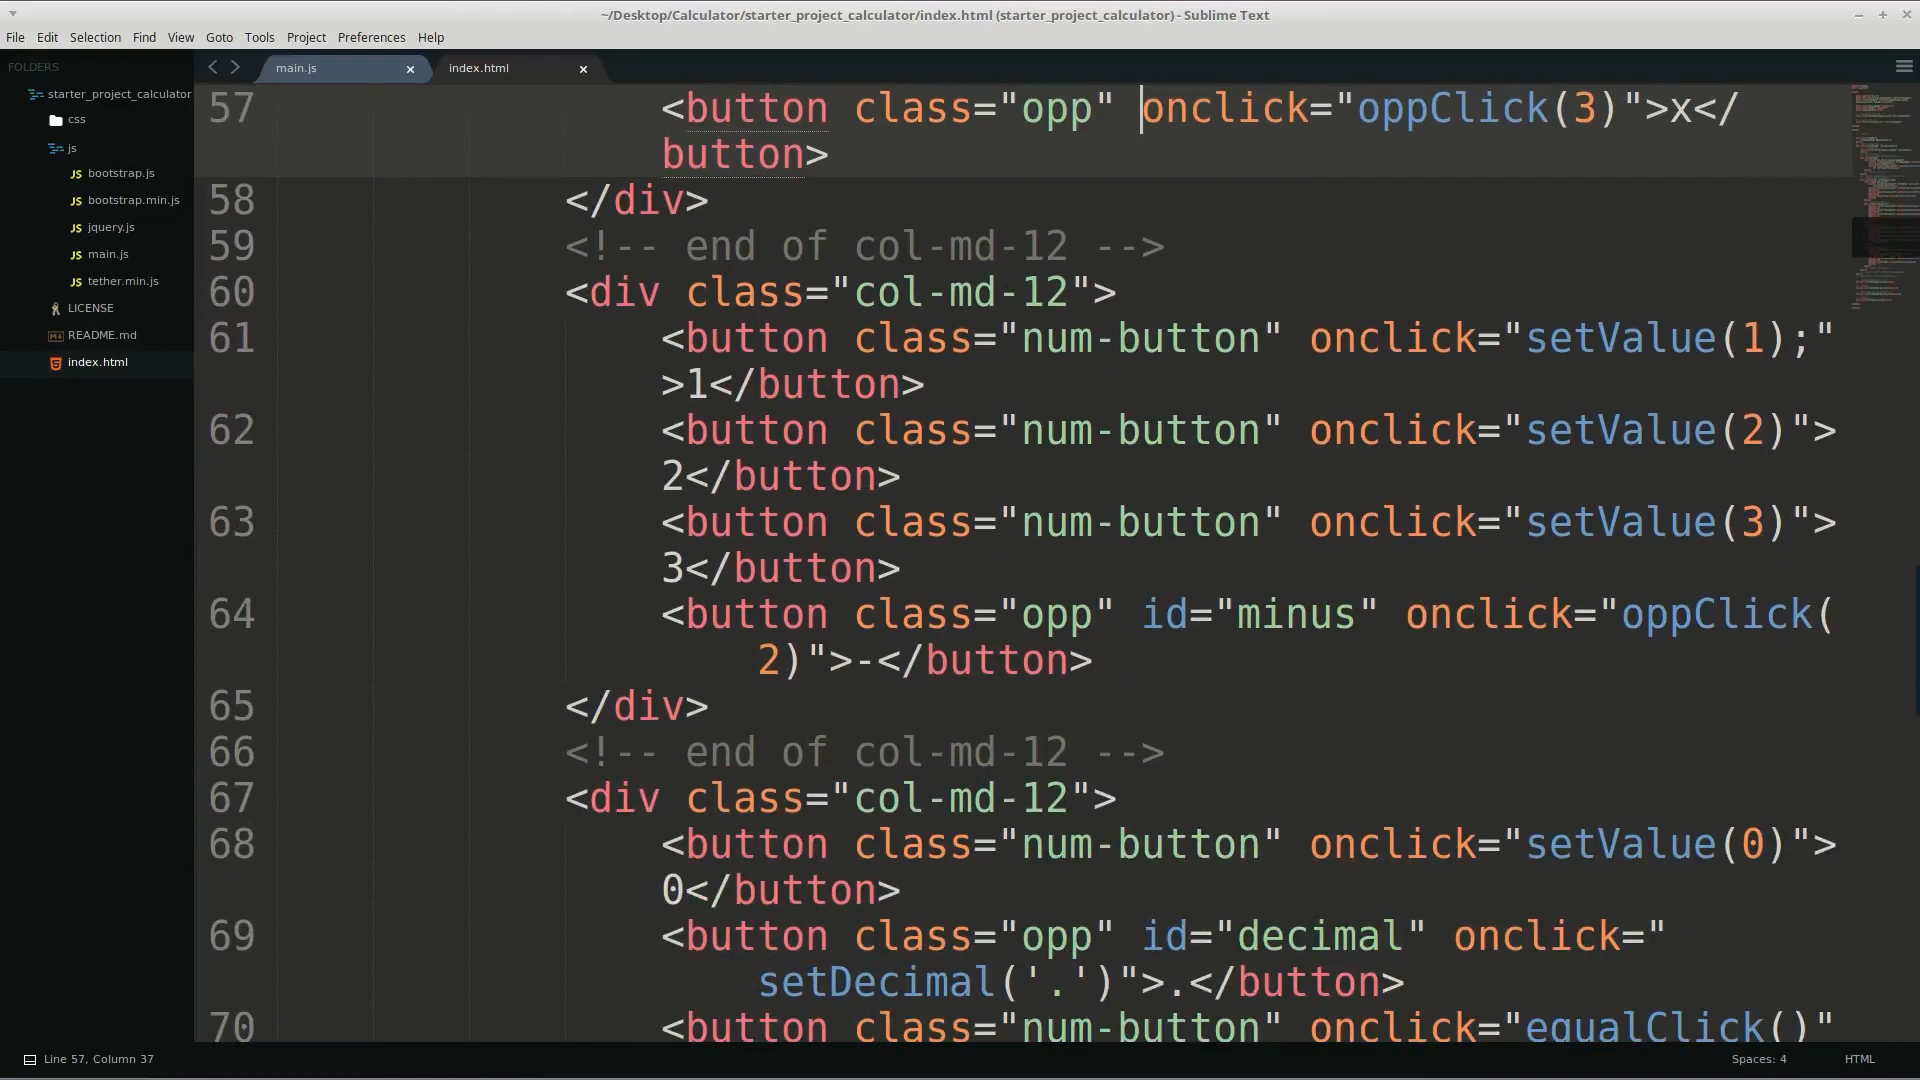 ~/Desktop/Calculator/starter_project_calculator/index.html (starter_project_calculator) - Sublime Text
File Edit Selection Find View Goto Tools Project Preferences Help
FOLDERS
starter_project_calculator
css
js
JS bootstrap.js
JS bootstrap.min.js
JS jquery.js
JS main.js
JS tether.min.js
LICENSE
README.md
index.html
main.js × index.html ×
57 <button class="opp" onclick="oppClick(3)">x</
button>
58 </div>
59 <!-- end of col-md-12 -->
60 <div class="col-md-12">
61 <button class="num-button" onclick="setValue(1);"
>1</button>
62 <button class="num-button" onclick="setValue(2)">
2</button>
63 <button class="num-button" onclick="setValue(3)">
3</button>
64 <button class="opp" id="minus" onclick="oppClick(
2)">-</button>
65 </div>
66 <!-- end of col-md-12 -->
67 <div class="col-md-12">
68 <button class="num-button" onclick="setValue(0)">
0</button>
69 <button class="opp" id="decimal" onclick="
setDecimal('.')">.</button>
70 <button class="num-button" onclick="equalClick()"
Line 57, Column 37
Spaces: 4 HTML